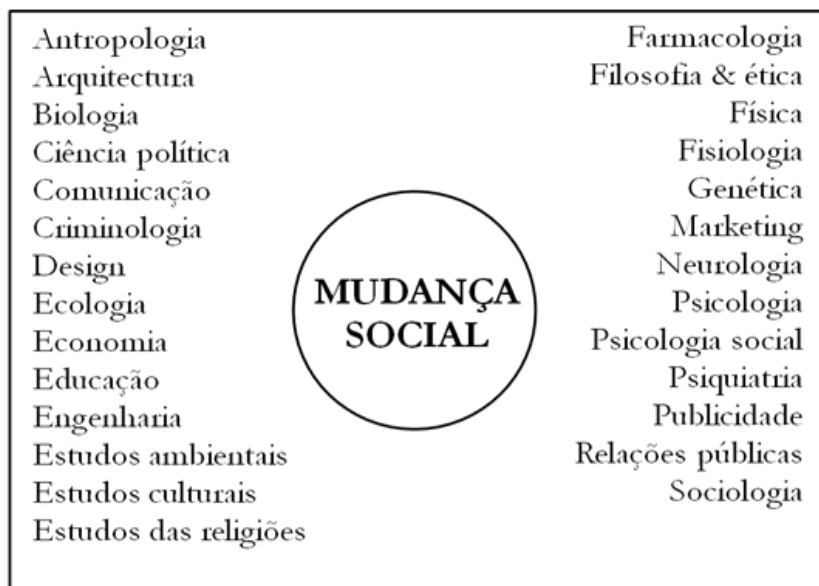 Antropologia
Arquitectura
Biologia
Ciência política
Comunicação
Criminologia
Design
Ecologia
Economia
Educação
Engenharia
Estudos ambientais
Estudos culturais
Estudos das religiões
MUDANÇA
SOCIAL
Farmacologia
Filosofia & ética
Física
Fisiologia
Genética
Marketing
Neurologia
Psicologia
Psicologia social
Psiquiatria
Publicidade
Relações públicas
Sociologia